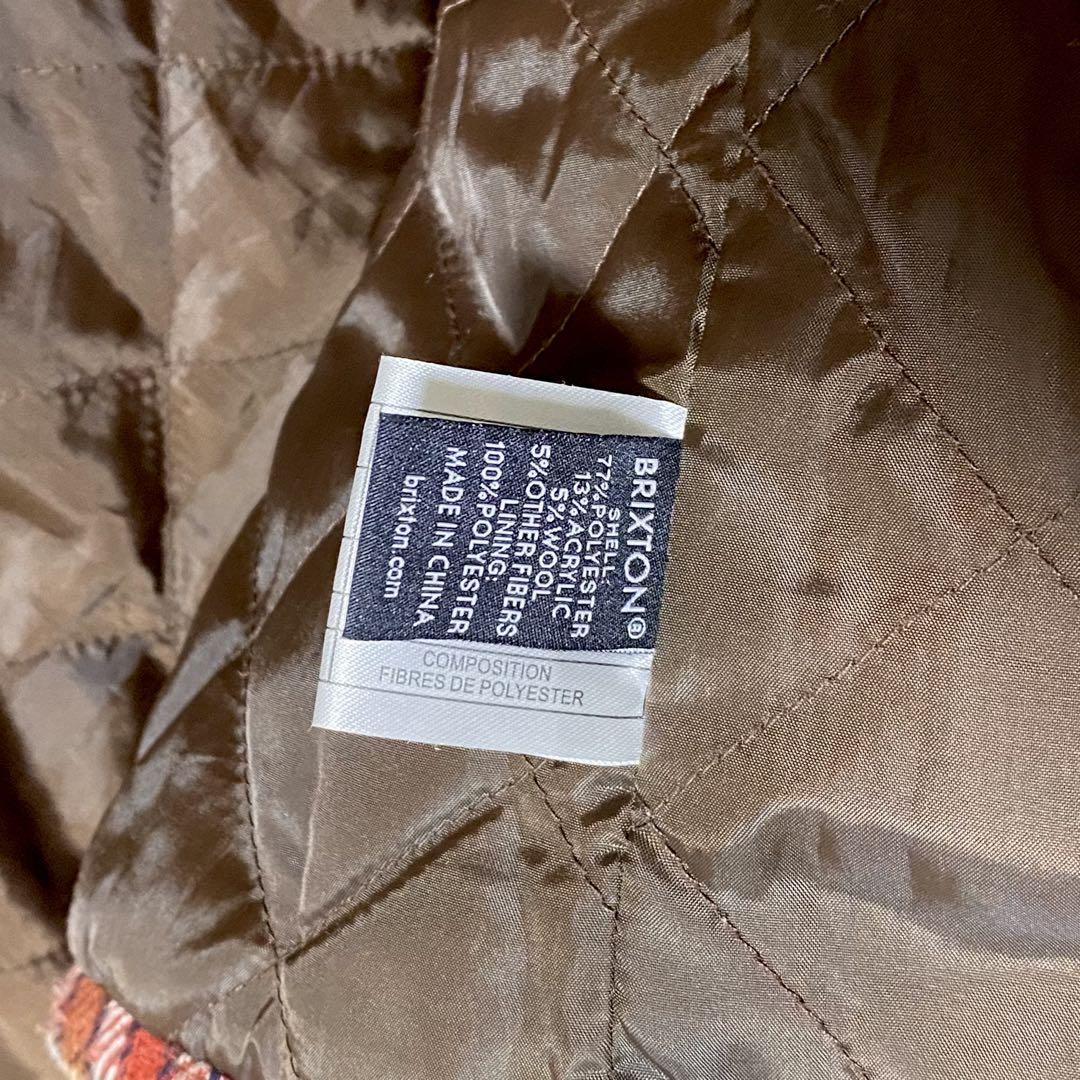 BRIXTON®
SHELL:
77% POLYESTER
13% ACRYLIC
5% WOOL
5% OTHER FIBERS
LINING:
100% POLYESTER
MADE IN CHINA
brixton.com
COMPOSITION
FIBRES DE POLYESTER